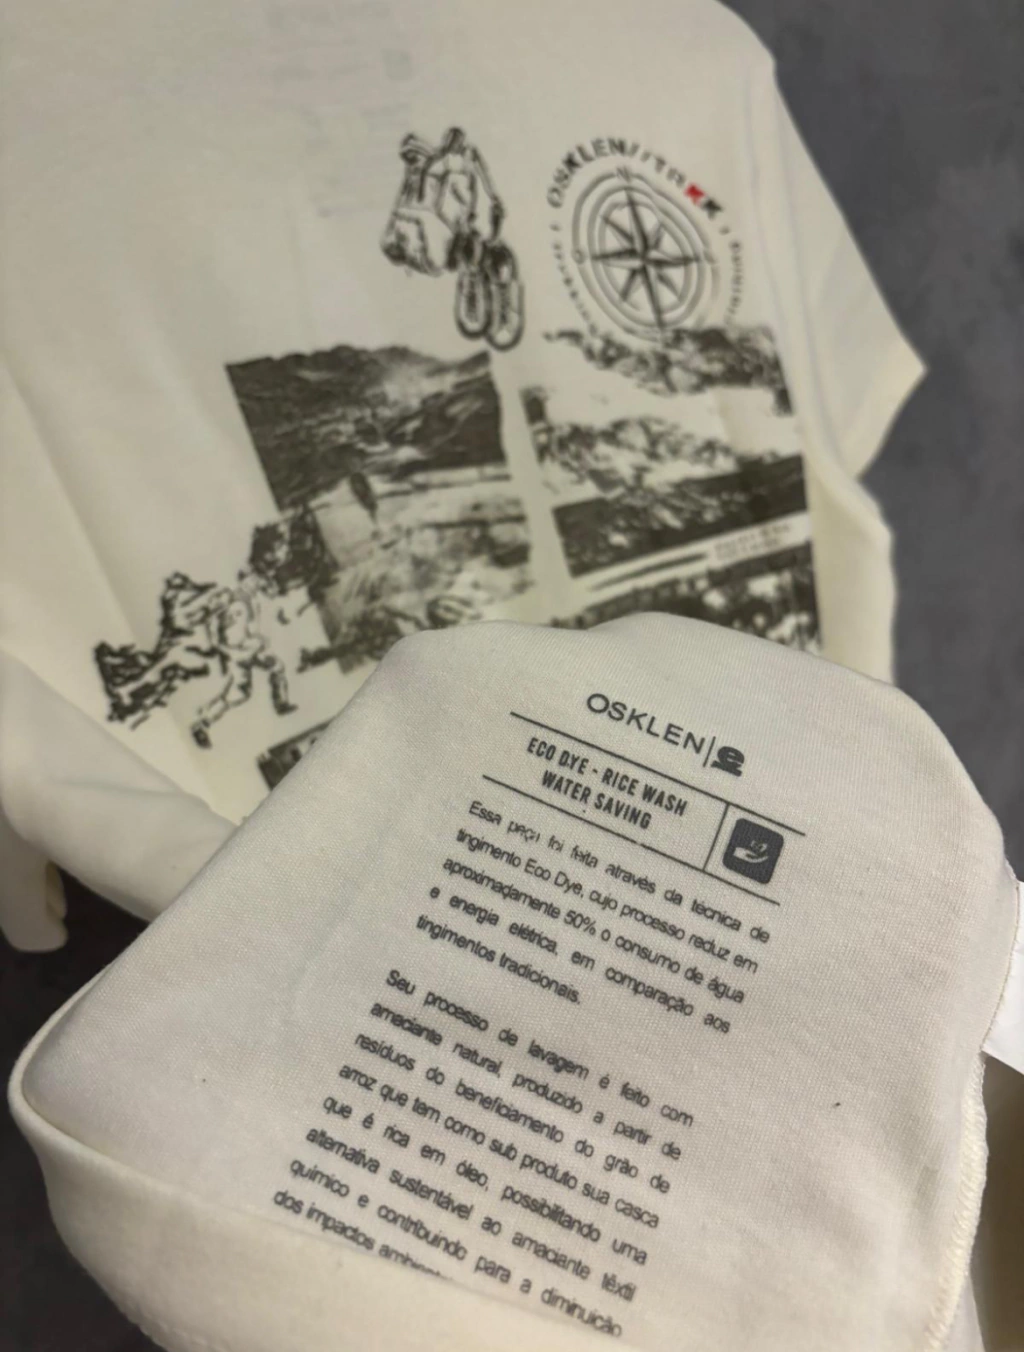 OSKLEN///TRKK
N
OSKLEN
ECO DYE - RICE WASH
WATER SAVING
Essa peça foi feita através da técnica de
tingimento Eco Dye, cujo processo reduz em
aproximadamente 50% o consumo de água
e energia elétrica, em comparação aos
tingimentos tradicionais.
Seu processo de lavagem é feito com
amaciante natural, produzido a partir de
resíduos do beneficiamento do grão de
arroz que tem como sub produto sua casca
que é rica em óleo, possibilitando uma
alternativa sustentável ao amaciante têxtil
químico e contribuindo para a diminuição
dos impactos